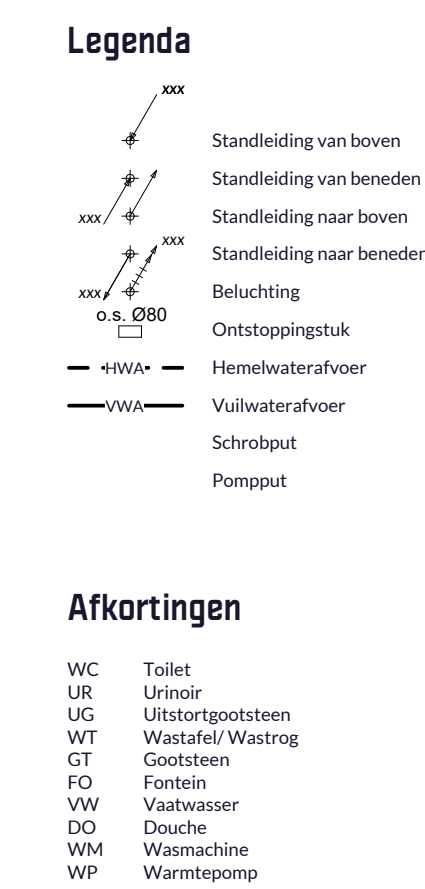 Legenda
xxx
Standleiding van boven
Standleiding van beneden
xxx Standleiding naar boven
xxx
Standleiding naar beneden
xxx Beluchting
o.s. Ø80
Ontstoppingstuk
HWA Hemelwaterafvoer
VWA Vuilwaterafvoer
Schrobput
Pompput
Afkortingen
WC Toilet
UR Urinoir
UG Uitstortgootsteen
WT Wastafel/ Wastrog
GT Gootsteen
FO Fontein
VW Vaatwasser
DO Douche
WM Wasmachine
WP Warmtepomp